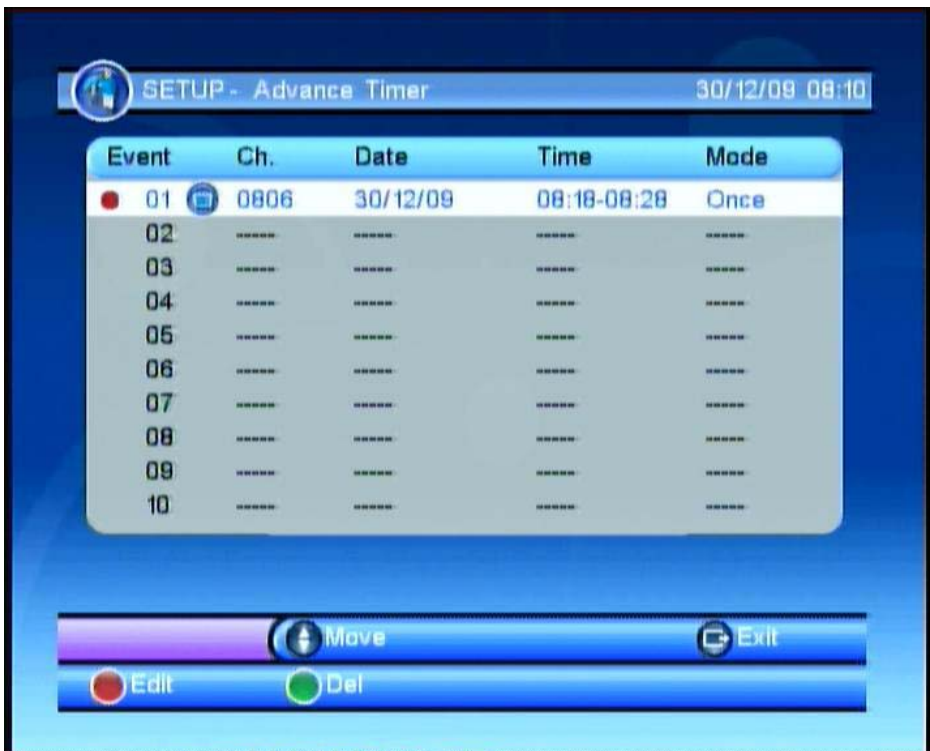 SETUP - Advance Timer 30/12/09 08:10
Event Ch. Date Time Mode
01 0806 30/12/09 08:18-08:28 Once
02 ----- ----- ----- -----
03 ----- ----- ----- -----
04 ----- ----- ----- -----
05 ----- ----- ----- -----
06 ----- ----- ----- -----
07 ----- ----- ----- -----
08 ----- ----- ----- -----
09 ----- ----- ----- -----
10 ----- ----- ----- -----
Move Exit
Edit Del